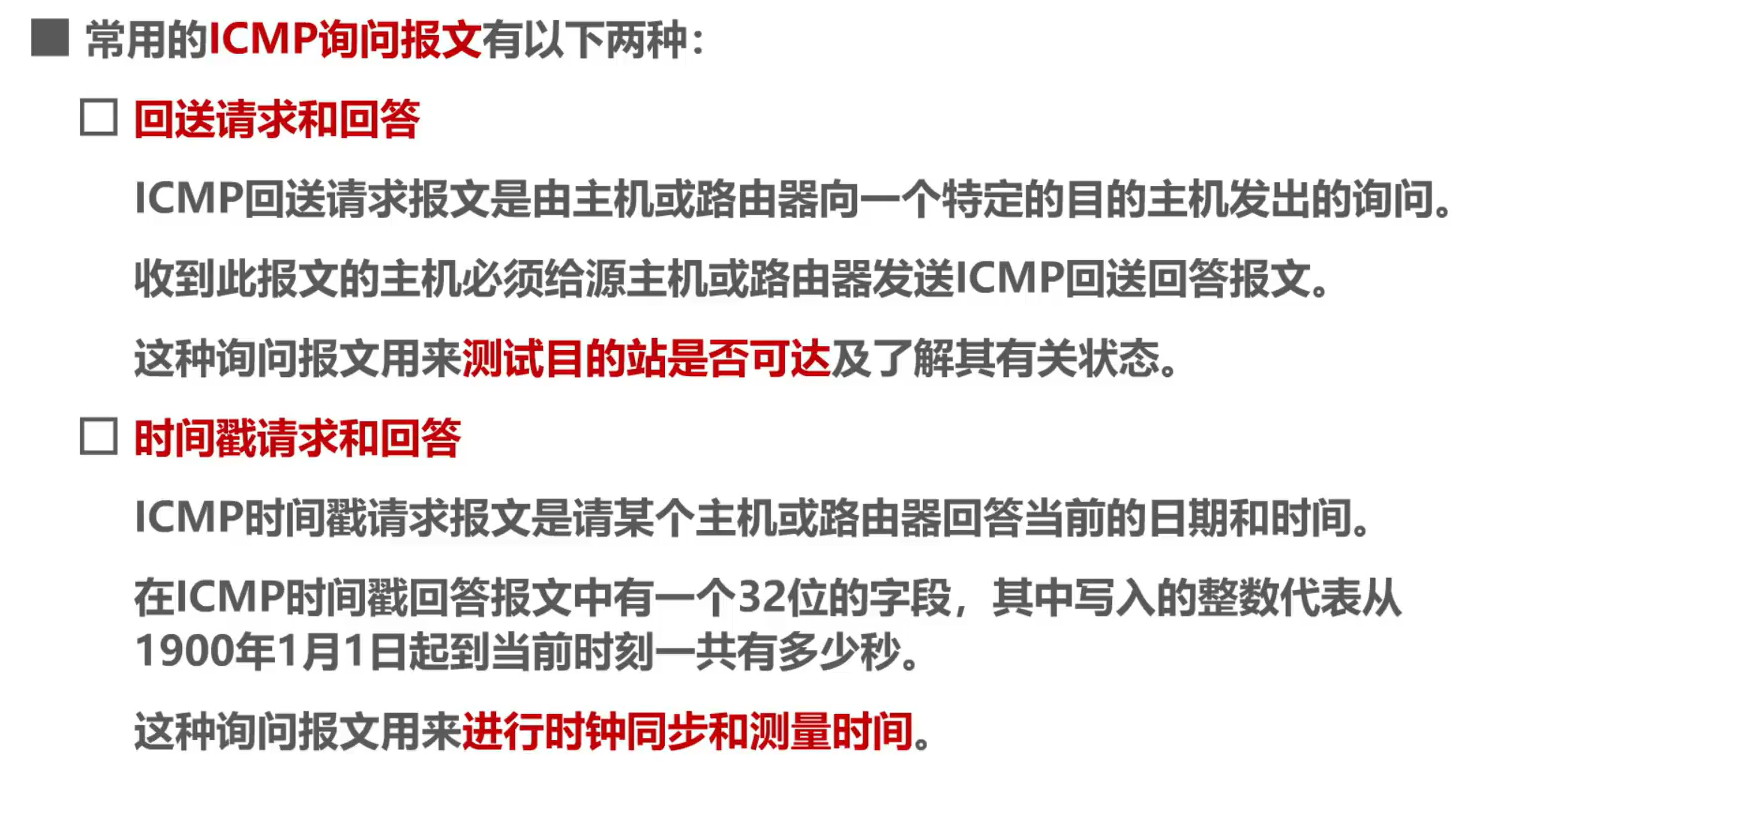 常用的ICMP询问报文有以下两种：
回送请求和回答
ICMP回送请求报文是由主机或路由器向一个特定的目的主机发出的询问。
收到此报文的主机必须给源主机或路由器发送ICMP回送回答报文。
这种询问报文用来测试目的站是否可达及了解其有关状态。
时间戳请求和回答
ICMP时间戳请求报文是请某个主机或路由器回答当前的日期和时间。
在ICMP时间戳回答报文中有一个32位的字段，其中写入的整数代表从
1900年1月1日起到当前时刻一共有多少秒。
这种询问报文用来进行时钟同步和测量时间。